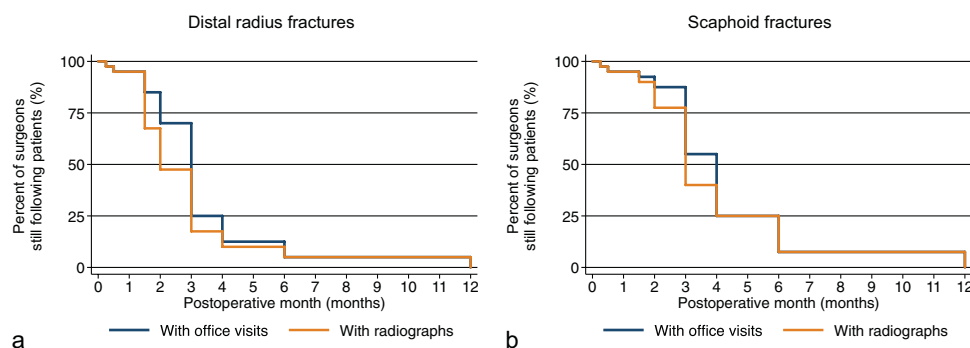 Distal radius fractures
Percent of surgeons
still following patients (%)
100
75
50
25
0
0 1 2 3 4 5 6 7 8 9 10 11 12
Postoperative month (months)
a
With office visits
With radiographs
Scaphoid fractures
Percent of surgeons
still following patients (%)
100
75
50
25
0
0 1 2 3 4 5 6 7 8 9 10 11 12
Postoperative month (months)
b
With office visits
With radiographs